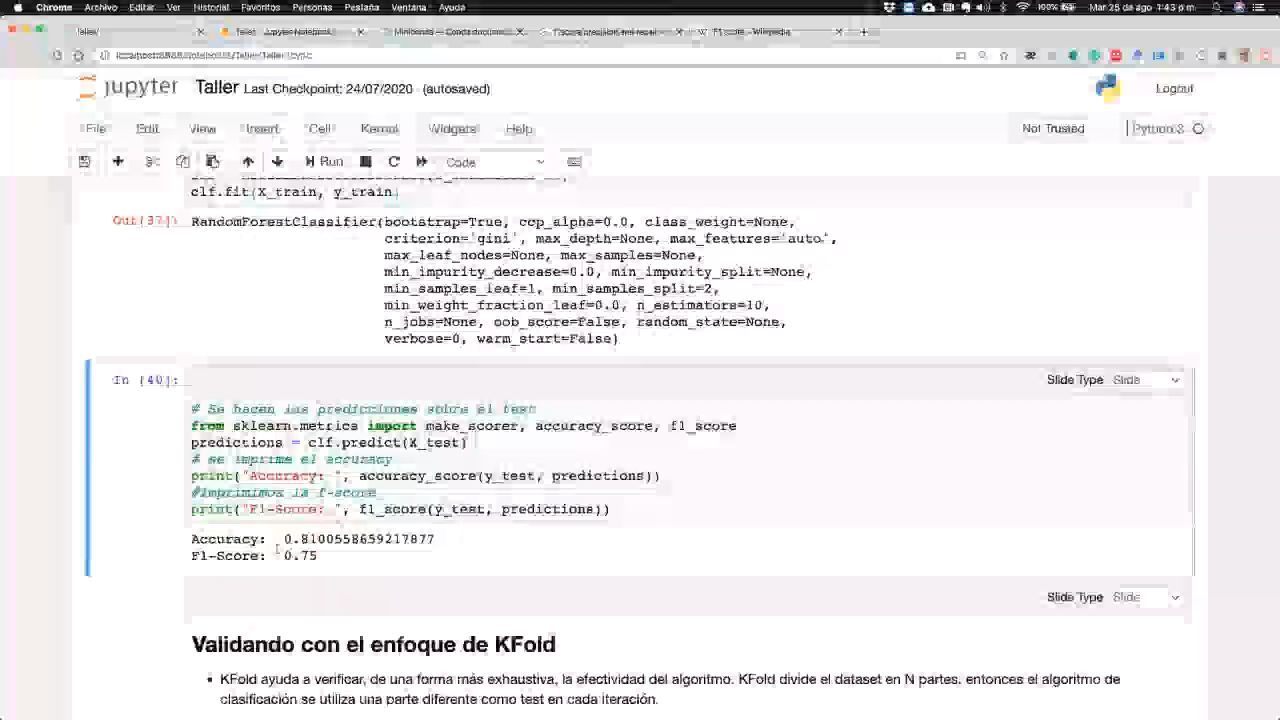 Chrome Archivo Editar Ver Historial Favoritos Personas Pestaña Ventana Ayuda
100% Mar 25 de ago 1:43 p.m.
jupyter Taller Last Checkpoint: 24/07/2020 (autosaved)
Logout
File Edit View Insert Cell Kernel Widgets Help
Not Trusted
Python 3
Run
Code
clf.fit(X_train, y_train)
Out[37]: RandomForestClassifier(bootstrap=True, ccp_alpha=0.0, class_weight=None,
criterion='gini', max_depth=None, max_features='auto',
max_leaf_nodes=None, max_samples=None,
min_impurity_decrease=0.0, min_impurity_split=None,
min_samples_leaf=1, min_samples_split=2,
min_weight_fraction_leaf=0.0, n_estimators=10,
n_jobs=None, oob_score=False, random_state=None,
verbose=0, warm_start=False)
In [40]:
Slide Type Slide
# Se hacen las predicciones sobre el test
from sklearn.metrics import make_scorer, accuracy_score, f1_score
predictions = clf.predict(X_test)
# se imprime el accuracy
print("Accuracy: ", accuracy_score(y_test, predictions))
#Imprimimos la f-score
print("F1-Score: ", f1_score(y_test, predictions))
Accuracy: 0.8100558659217877
F1-Score: 0.75
Slide Type Slide
Validando con el enfoque de KFold
• KFold ayuda a verificar, de una forma más exhaustiva, la efectividad del algoritmo. KFold divide el dataset en N partes, entonces el algoritmo de
clasificación se utiliza una parte diferente como test en cada iteración.